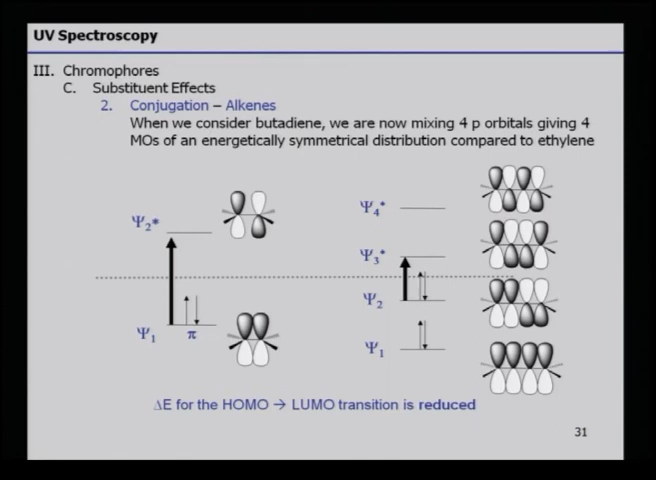 UV Spectroscopy
III. Chromophores
C. Substituent Effects
2. Conjugation – Alkenes
When we consider butadiene, we are now mixing 4 p orbitals giving 4
MOs of an energetically symmetrical distribution compared to ethylene
Ψ2*
Ψ1
π
Ψ4*
Ψ3*
Ψ2
Ψ1
ΔE for the HOMO → LUMO transition is reduced
31